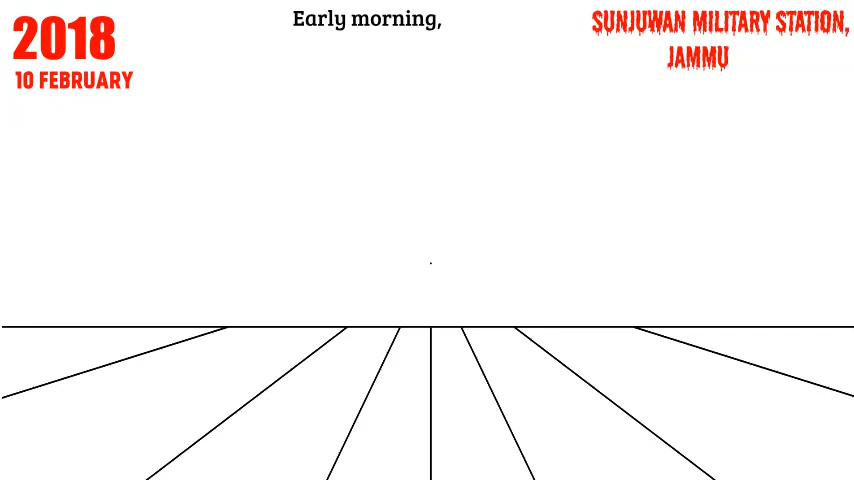 2018
10 FEBRUARY
Early morning,
SUNJUWAN MILITARY STATION,
JAMMU